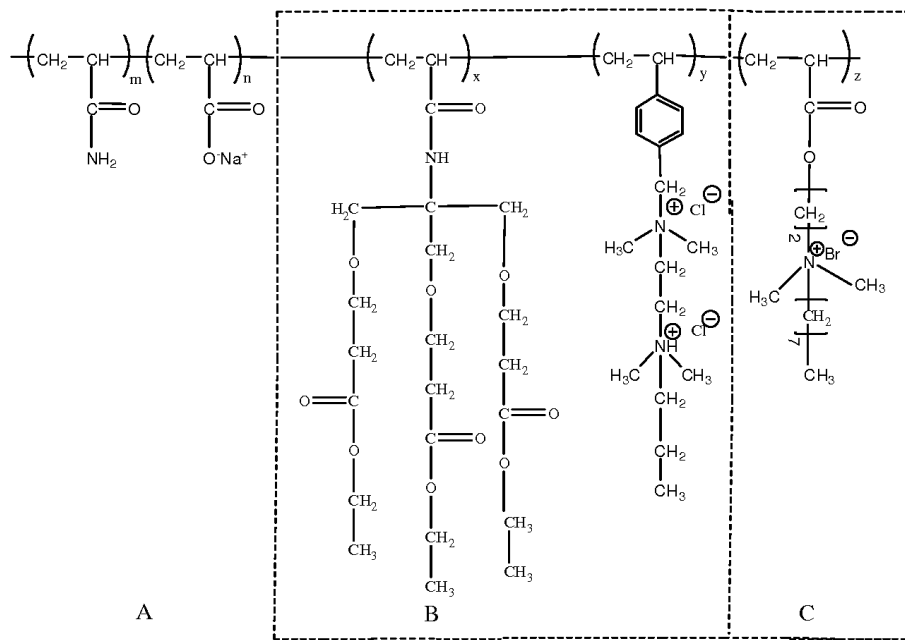 CH₂ CH CH₂ CH CH₂ CH CH₂ CH CH₂ CH
m n x y z
C O C O C O C O
NH₂ O⁻Na⁺ NH O
CH₂
H₂C C CH₂ ⊕ Cl ⊖ CH₂
N 2
H₃C CH₃
CH₂ ⊕ Br ⊖
O O CH₂ N
O H₃C CH₃
CH₂ CH₂ CH₂
CH₂ CH₂ CH₂ ⊕ Cl ⊖ 7
NH
CH₂ CH₃
H₃C CH₃
CH₂
O C CH₂ C O
C O
O CH₂
O
O CH₃
CH₂ CH₂
CH₂
CH₃ CH₃
CH₃
A B C